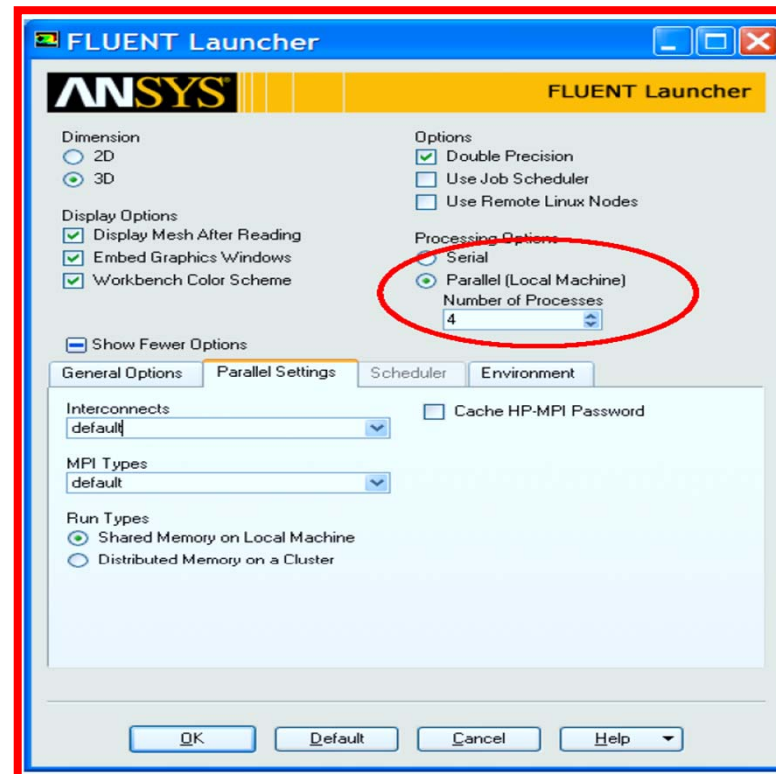 FLUENT Launcher
ANSYS
FLUENT Launcher
Dimension
2D
3D
Display Options
Display Mesh After Reading
Embed Graphics Windows
Workbench Color Scheme
Options
Double Precision
Use Job Scheduler
Use Remote Linux Nodes
Processing Options
Serial
Parallel (Local Machine)
Number of Processes
4
Show Fewer Options
General Options Parallel Settings Scheduler Environment
Interconnects
default
Cache HP-MPI Password
MPI Types
default
Run Types
Shared Memory on Local Machine
Distributed Memory on a Cluster
OK Default Cancel Help